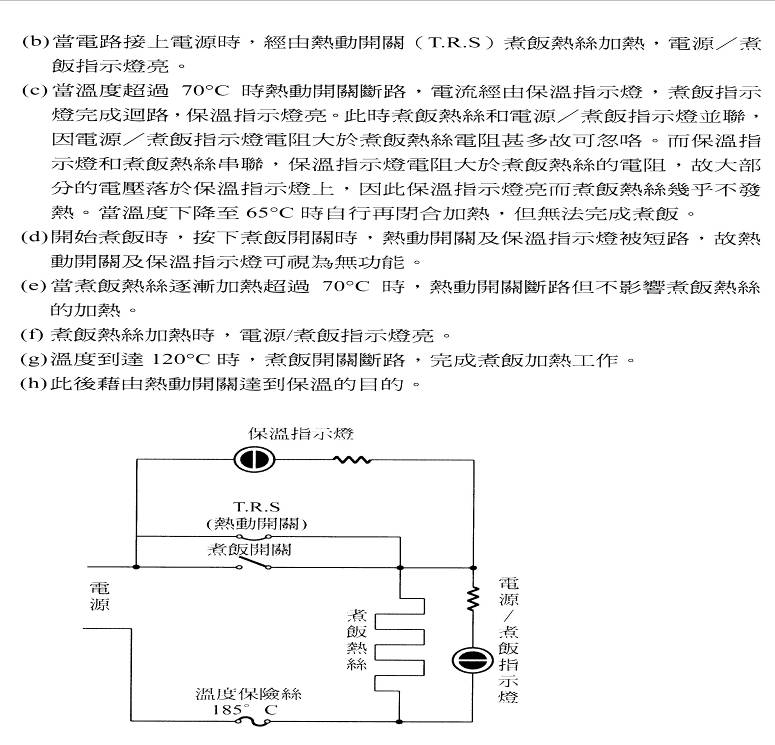 (b)當電路接上電源時，經由熱動開關（T.R.S）煮飯熱絲加熱，電源／煮
飯指示燈亮。
(c)當溫度超過 70°C 時熱動開關斷路，電流經由保溫指示燈，煮飯指示
燈完成迴路，保溫指示燈亮。此時煮飯熱絲和電源／煮飯指示燈並聯，
因電源／煮飯指示燈電阻大於煮飯熱絲電阻甚多故可忽咯。而保溫指
示燈和煮飯熱絲串聯，保溫指示燈電阻大於煮飯熱絲的電阻，故大部
分的電壓落於保溫指示燈上，因此保溫指示燈亮而煮飯熱絲幾乎不發
熱。當溫度下降至 65°C 時自行再閉合加熱，但無法完成煮飯。
(d)開始煮飯時，按下煮飯開關時，熱動開關及保溫指示燈被短路，故熱
動開關及保溫指示燈可視為無功能。
(e)當煮飯熱絲逐漸加熱超過 70°C 時，熱動開關斷路但不影響煮飯熱絲
的加熱。
(f) 煮飯熱絲加熱時，電源/煮飯指示燈亮。
(g)溫度到達 120°C 時，煮飯開關斷路，完成煮飯加熱工作。
(h)此後藉由熱動開關達到保溫的目的。
保溫指示燈
T.R.S
(熱動開關)
煮飯開關
電源
煮飯熱絲
電源/煮飯指示燈
溫度保險絲
185° C